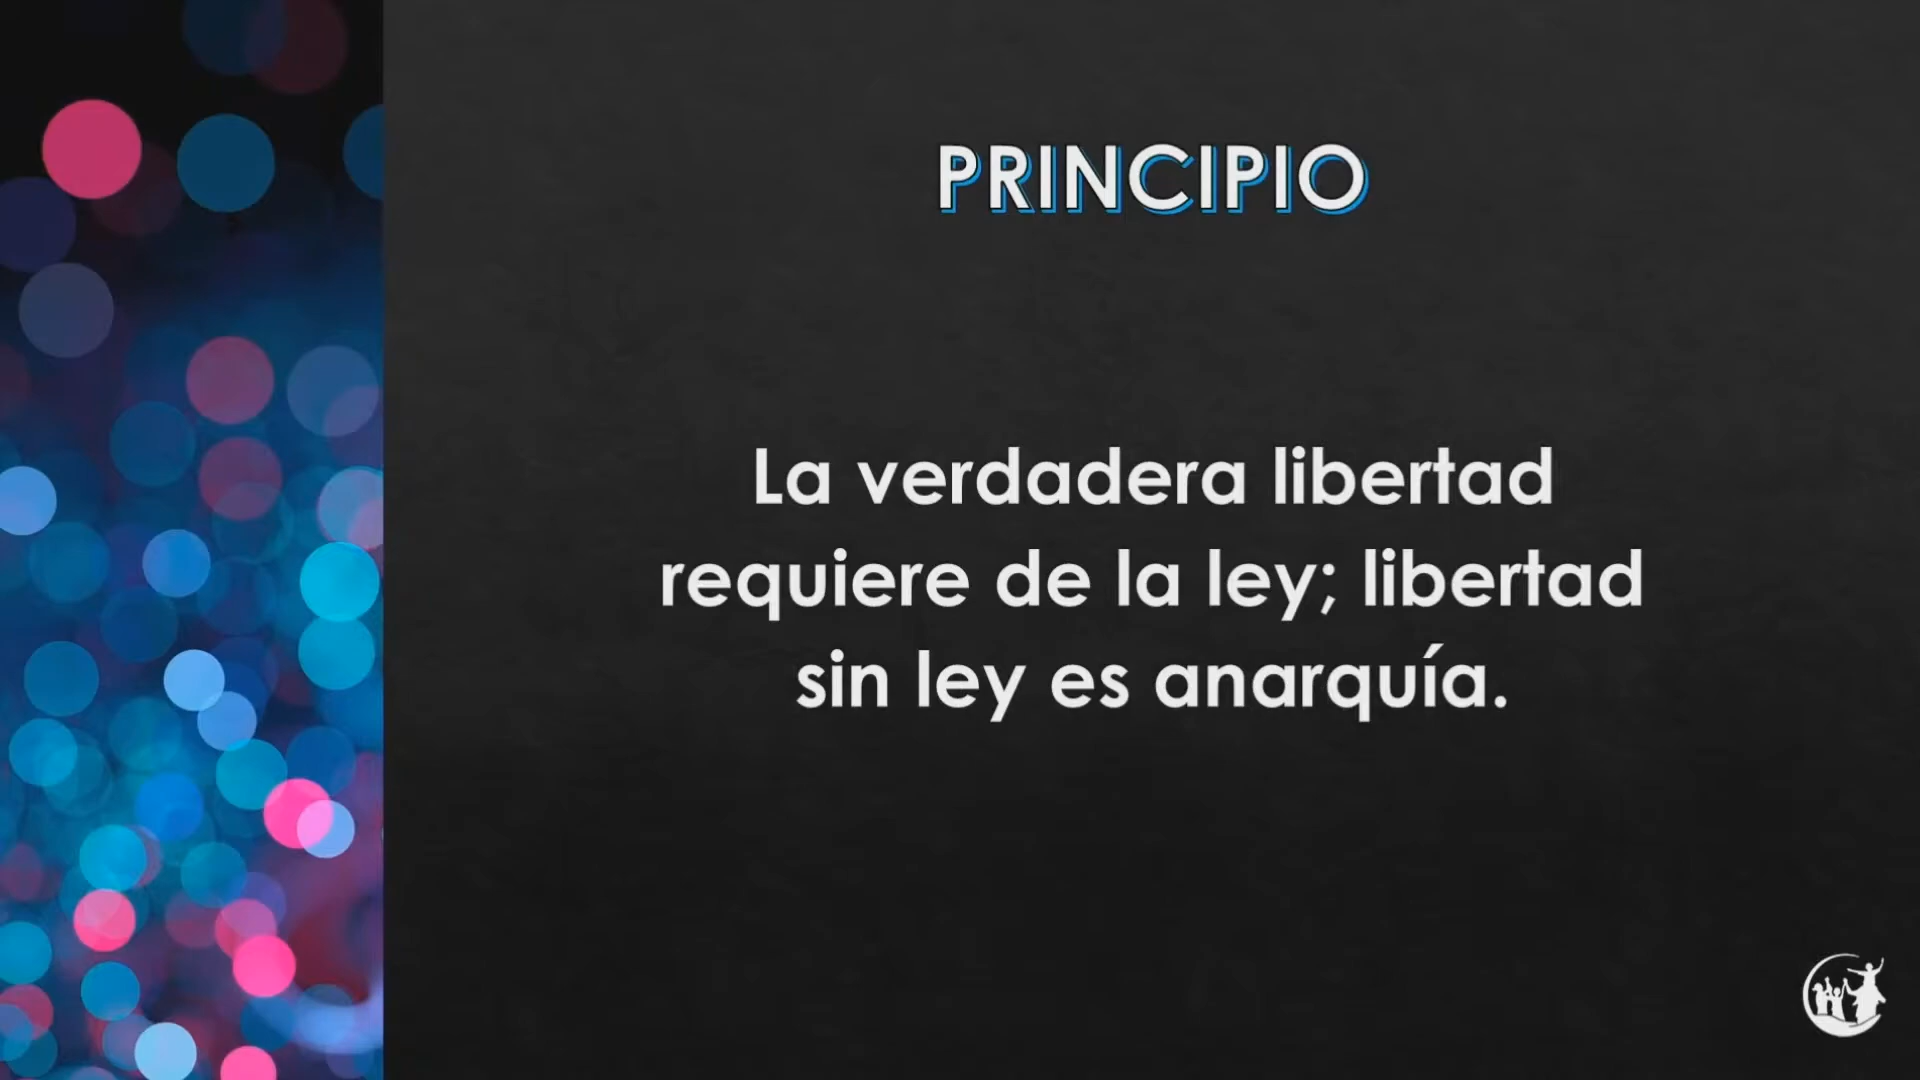 PRINCIPIO
La verdadera libertad
requiere de la ley; libertad
sin ley es anarquía.